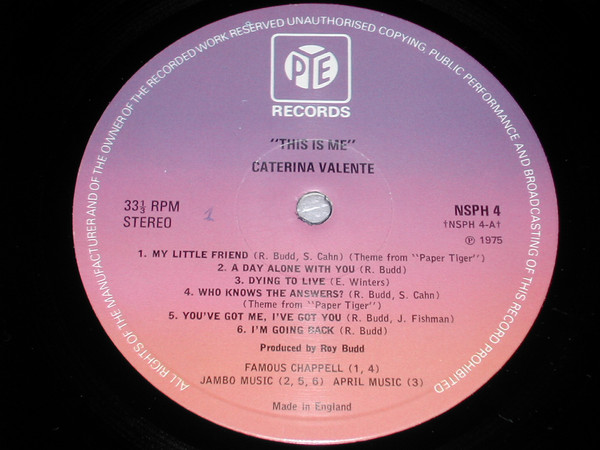 ALL RIGHTS OF THE MANUFACTURER AND OF THE OWNER OF THE RECORDED WORK RESERVED UNAUTHORISED COPYING, PUBLIC PERFORMANCE AND BROADCASTING OF THIS RECORD PROHIBITED
PYE
RECORDS
"THIS IS ME"
CATERINA VALENTE
33⅓ RPM
STEREO
1
NSPH 4
†NSPH 4-A†
℗ 1975
1. MY LITTLE FRIEND (R. Budd, S. Cahn) (Theme from "Paper Tiger")
2. A DAY ALONE WITH YOU (R. Budd)
3. DYING TO LIVE (E. Winters)
4. WHO KNOWS THE ANSWERS? (R. Budd, S. Cahn)
(Theme from "Paper Tiger")
5. YOU'VE GOT ME, I'VE GOT YOU (R. Budd, J. Fishman)
6. I'M GOING BACK (R. Budd)
Produced by Roy Budd
FAMOUS CHAPPELL (1, 4)
JAMBO MUSIC (2, 5, 6) APRIL MUSIC (3)
Made in England